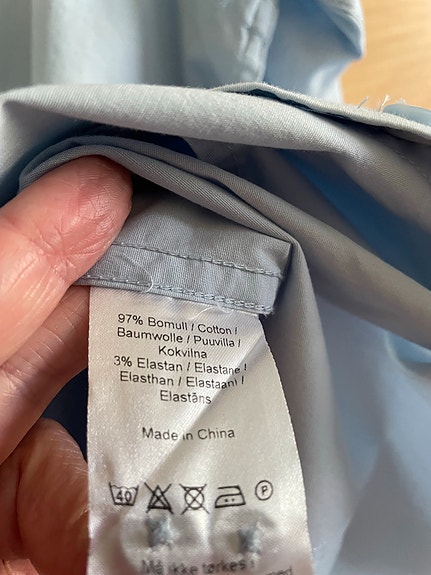 97% Bomull / Cotton /
Baumwolle / Puuvilla /
Kokvilna
3% Elastan / Elastane /
Elasthan / Elastaani /
Elastāns
Made in China
40 P
Må ikke tørkes i
med